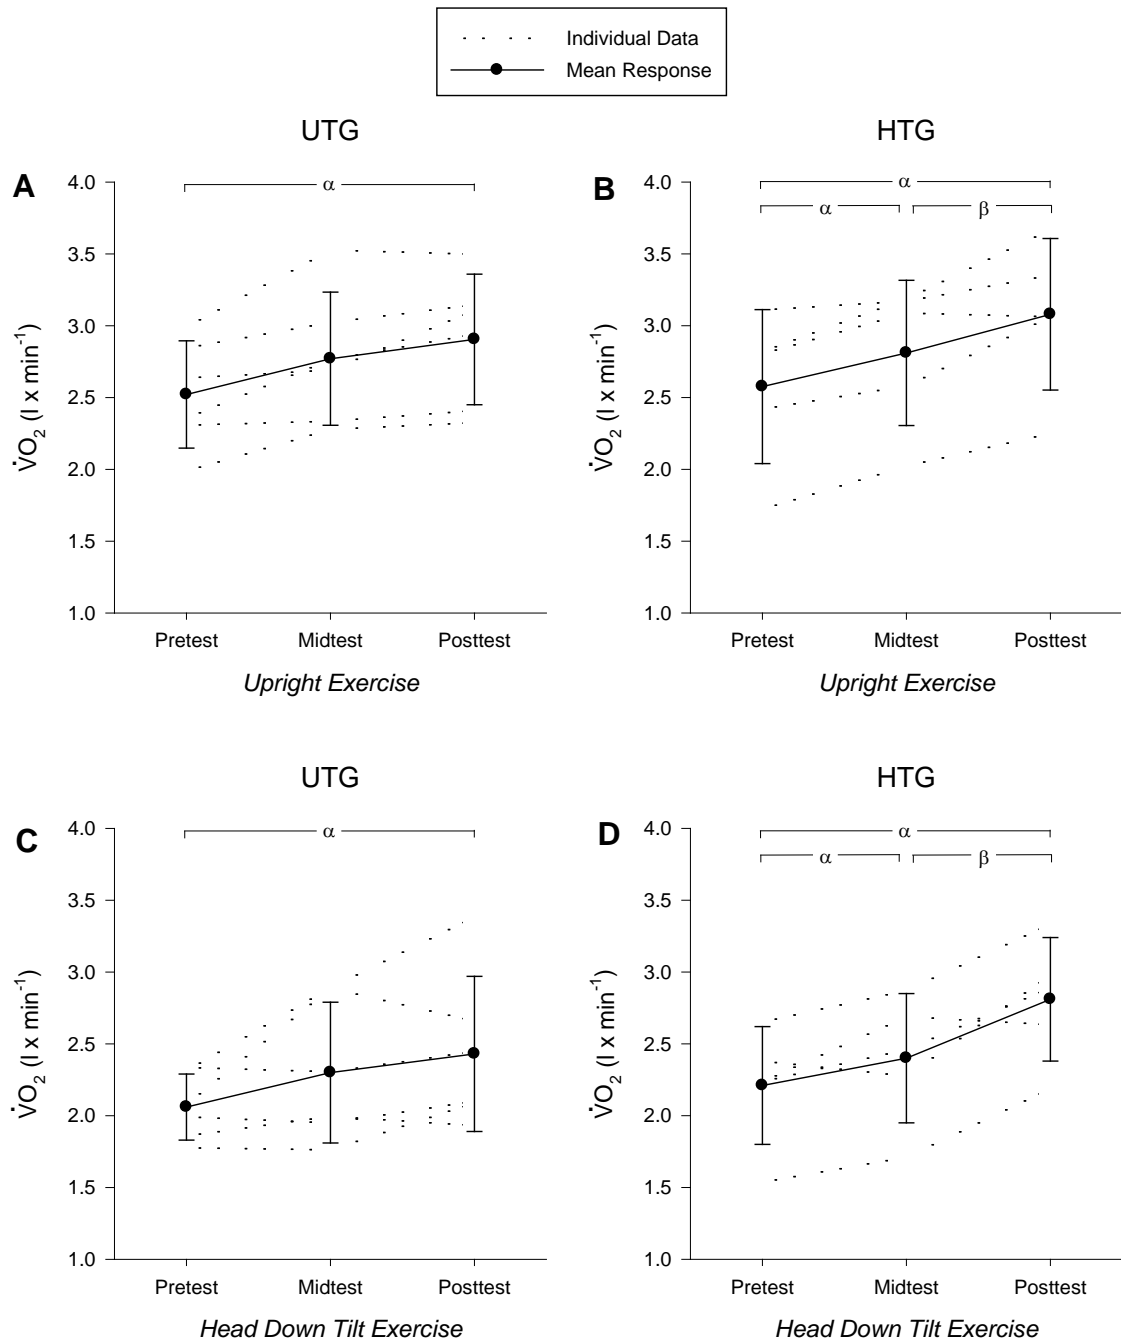 Individual Data
Mean Response
UTG
HTG
A
B
4.0
3.5
3.0
2.5
2.0
1.5
1.0
V̇O₂ (l x min⁻¹)
α
Pretest
Midtest
Posttest
Upright Exercise
4.0
3.5
3.0
2.5
2.0
1.5
1.0
V̇O₂ (l x min⁻¹)
α
α
β
Pretest
Midtest
Posttest
Upright Exercise
UTG
HTG
C
D
4.0
3.5
3.0
2.5
2.0
1.5
1.0
V̇O₂ (l x min⁻¹)
α
Pretest
Midtest
Posttest
Head Down Tilt Exercise
4.0
3.5
3.0
2.5
2.0
1.5
1.0
V̇O₂ (l x min⁻¹)
α
α
β
Pretest
Midtest
Posttest
Head Down Tilt Exercise